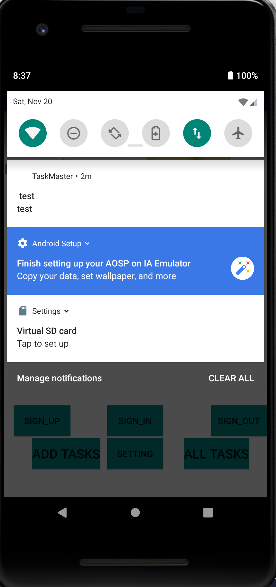 8:37
100%
Sat, Nov 20
TaskMaster • 2m
test
test
Android Setup
Finish setting up your AOSP on IA Emulator
Copy your data, set wallpaper, and more
Settings
Virtual SD card
Tap to set up
Manage notifications
CLEAR ALL
SIGN_UP
SIGN_IN
SIGN_OUT
ADD TASKS
SETTING
ALL TASKS